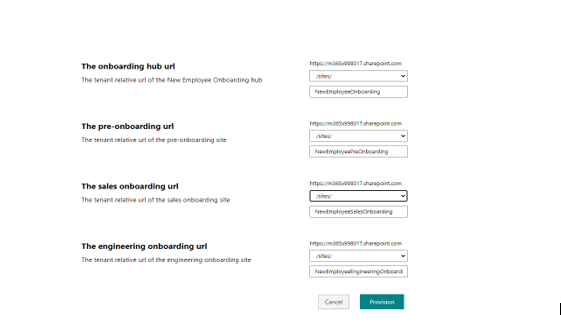 The onboarding hub url
The tenant relative url of the New Employee Onboarding hub
https://m365x998017.sharepoint.com
/sites/
NewEmployeeOnboarding
The pre-onboarding url
The tenant relative url of the pre-onboarding site
https://m365x998017.sharepoint.com
/sites/
NewEmployeePreOnboarding
The sales onboarding url
The tenant relative url of the sales onboarding site
https://m365x998017.sharepoint.com
/sites/
NewEmployeeSalesOnboarding
The engineering onboarding url
The tenant relative url of the engineering onboarding site
https://m365x998017.sharepoint.com
/sites/
NewEmployeeEngineeringOnboardi
Cancel Provision